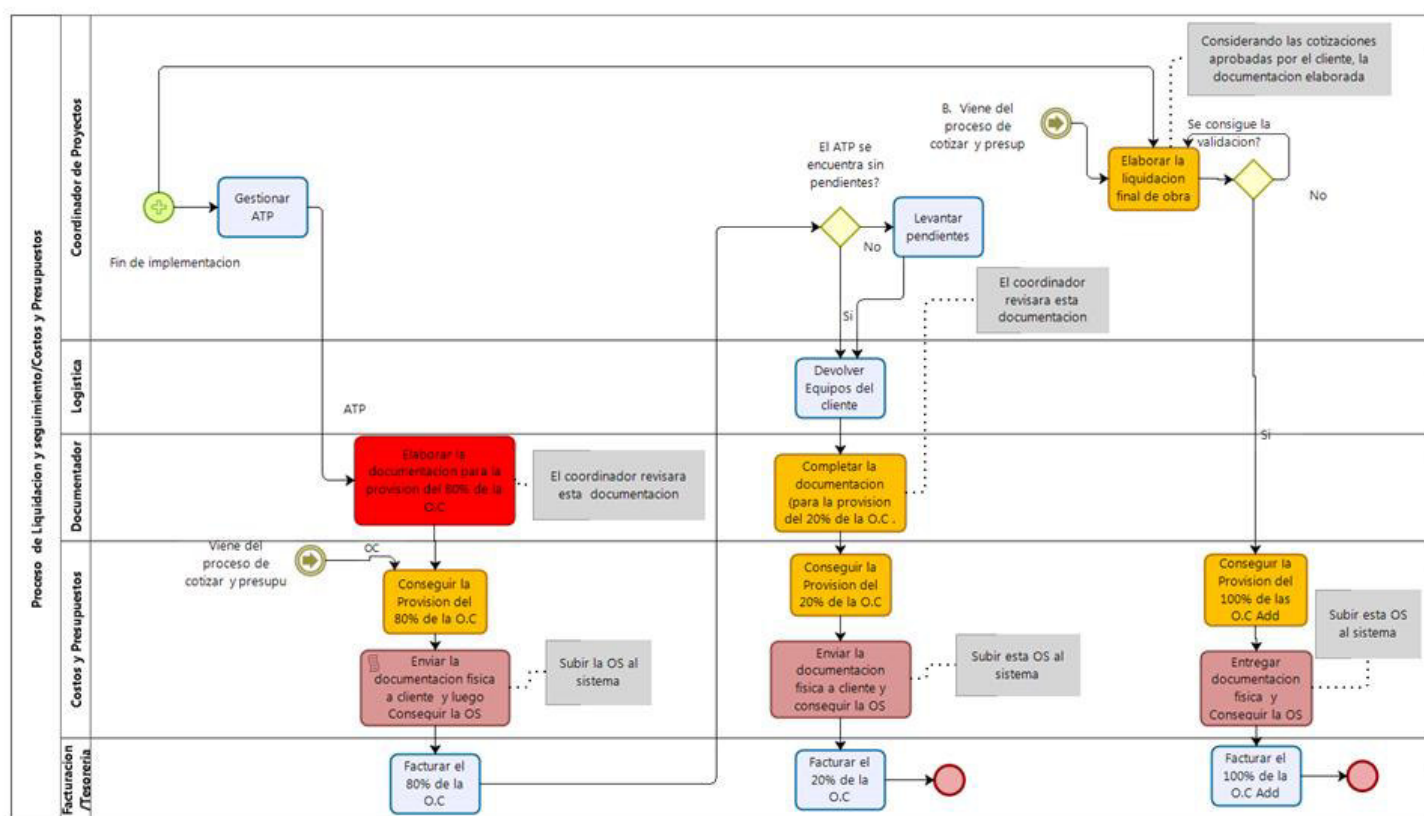 Proceso de Liquidacion y seguimiento/Costos y Presupuestos
Coordinador de Proyectos
Considerando las cotizaciones
aprobadas por el cliente, la
documentacion elaborada
B. Viene del
proceso de
cotizar y presup
Se consigue la
validacion?
El ATP se
encuentra sin
pendientes?
Elaborar la
liquidacion
final de obra
No
Gestionar
ATP
Levantar
pendientes
No
Fin de implementacion
El coordinador
revisara esta
documentacion
Si
Logistica
Devolver
Equipos del
cliente
ATP
Si
Documentador
Elaborar la
documentacion para la
provision del 80% de la
O.C
El coordinador revisara
esta documentacion
Completar la
documentacion
(para la provision
del 20% de la O.C .
Costos y Presupuestos
Viene del
proceso de
cotizar y presupu
OC
Conseguir la
Provision del
80% de la O.C
Conseguir la
Provision del
20% de la O.C
Conseguir la
Provision del
100% de las
O.C Add
Subir esta OS
al sistema
Enviar la
documentacion fisica
a cliente y luego
Conseguir la OS
Subir la OS al
sistema
Enviar la
documentacion
fisica a cliente y
conseguir la OS
Subir esta OS al
sistema
Entregar
documentacion
fisica y
Conseguir la OS
Facturacion
/Tesoreria
Facturar el
80% de la
O.C
Facturar el
20% de la
O.C
Facturar el
100% de la
O.C Add